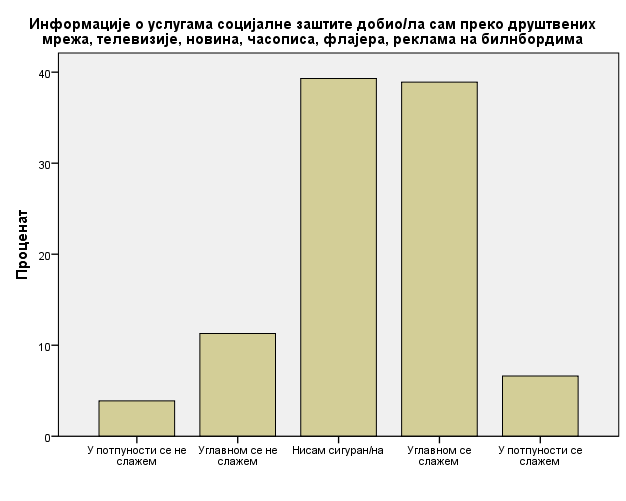 Информације о услугама социјалне заштите добио/ла сам преко друштвених
мрежа, телевизије, новина, часописа, флајера, реклама на билнбордима
Проценат
40
30
20
10
0
У потпуности се не
слажем
Углавном се не
слажем
Нисам сигуран/на
Углавном се
слажем
У потпуности се
слажем